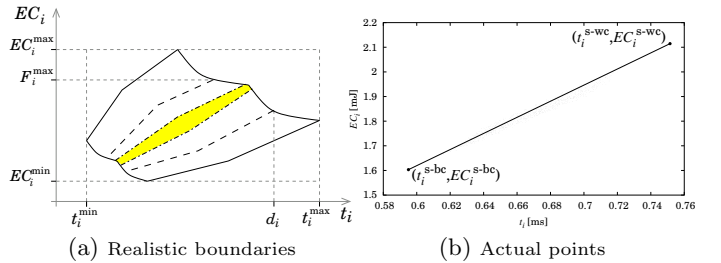 EC_i
EC_i^max
F_i^max
EC_i^min
t_i^min
d_i
t_i^max
t_i
(a) Realistic boundaries
2.2
2.1
2
1.9
1.8
1.7
1.6
1.5
EC_i [mJ]
(t_i^s-wc,EC_i^s-wc)
(t_i^s-bc,EC_i^s-bc)
0.58 0.6 0.62 0.64 0.66 0.68 0.7 0.72 0.74 0.76
t_i [ms]
(b) Actual points